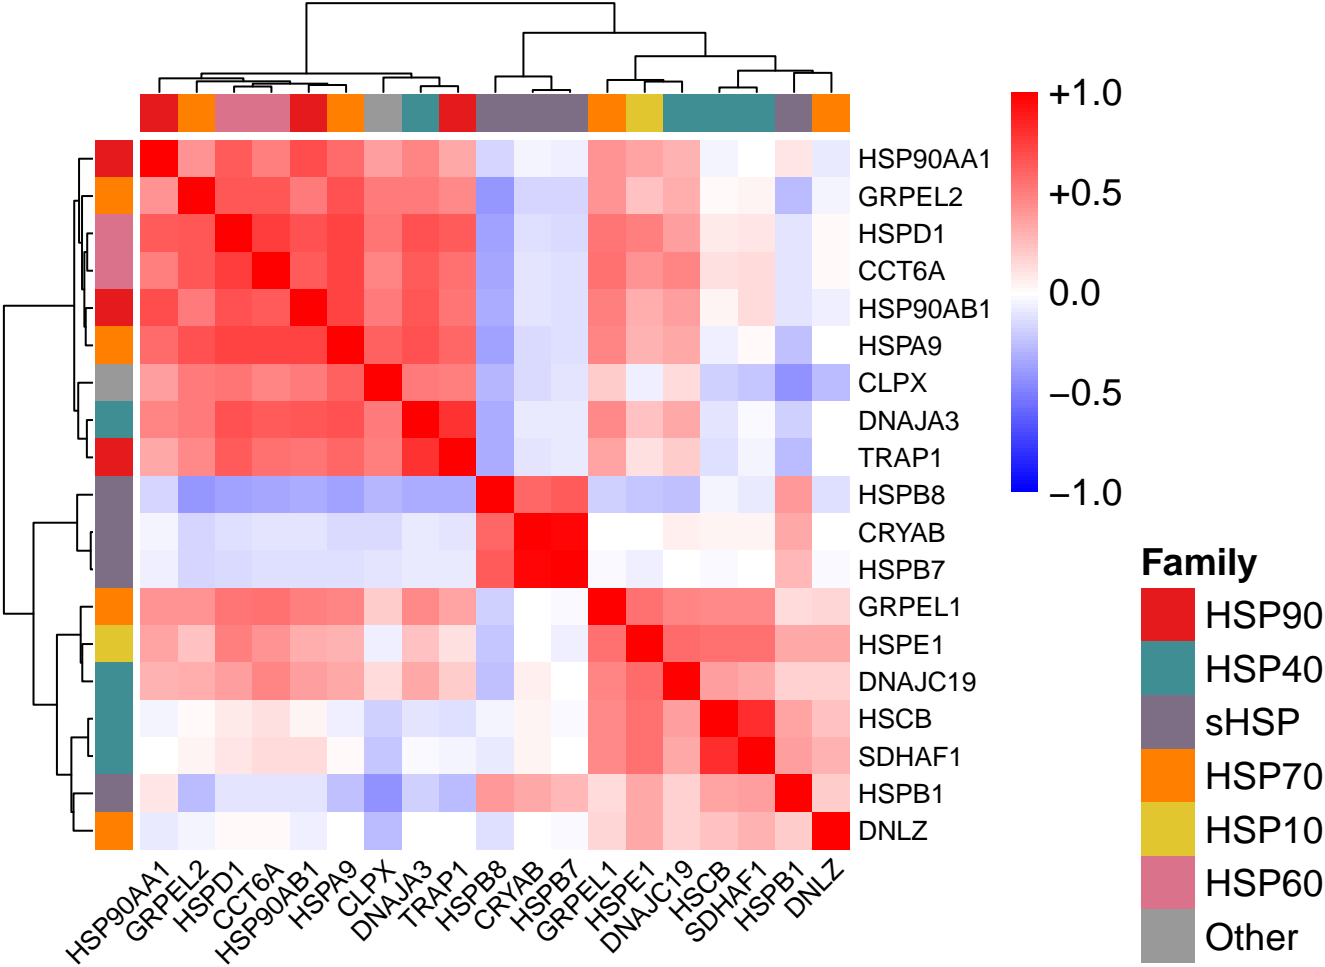 +1.0
+0.5
0.0
−0.5
−1.0
HSP90AA1
GRPEL2
HSPD1
CCT6A
HSP90AB1
HSPA9
CLPX
DNAJA3
TRAP1
HSPB8
CRYAB
HSPB7
GRPEL1
HSPE1
DNAJC19
HSCB
SDHAF1
HSPB1
DNLZ
Family
HSP90
HSP40
sHSP
HSP70
HSP10
HSP60
Other
HSP90AA1
GRPEL2
HSPD1
CCT6A
HSP90AB1
HSPA9
CLPX
DNAJA3
TRAP1
HSPB8
CRYAB
HSPB7
GRPEL1
HSPE1
DNAJC19
HSCB
SDHAF1
HSPB1
DNLZ